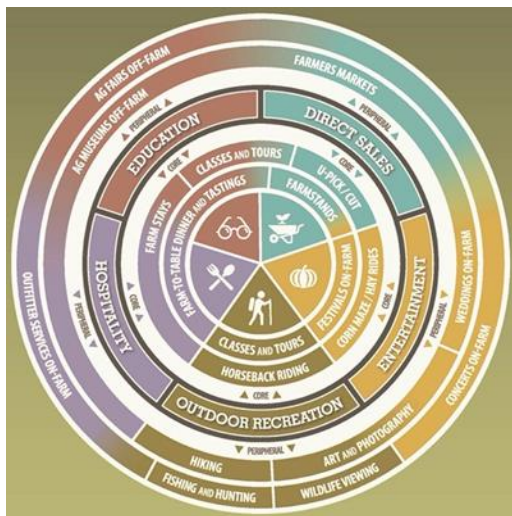 AG FAIRS OFF-FARM
FARMERS MARKETS
AG MUSEUMS OFF-FARM
PERIPHERAL
PERIPHERAL
EDUCATION
DIRECT SALES
CORE
CORE
CLASSES AND TOURS
U-PICK / CUT
FARM STAYS
FARM-TO-TABLE DINNER AND TASTINGS
FARMSTANDS
HOSPITALITY
CORE
PERIPHERAL
OUTFITTER SERVICES ON-FARM
FESTIVALS ON-FARM
CORN MAZE / HAY RIDES
CORE
ENTERTAINMENT
PERIPHERAL
WEDDINGS ON-FARM
CONCERTS ON-FARM
CLASSES AND TOURS
HORSEBACK RIDING
CORE
OUTDOOR RECREATION
PERIPHERAL
HIKING
ART AND PHOTOGRAPHY
FISHING AND HUNTING
WILDLIFE VIEWING